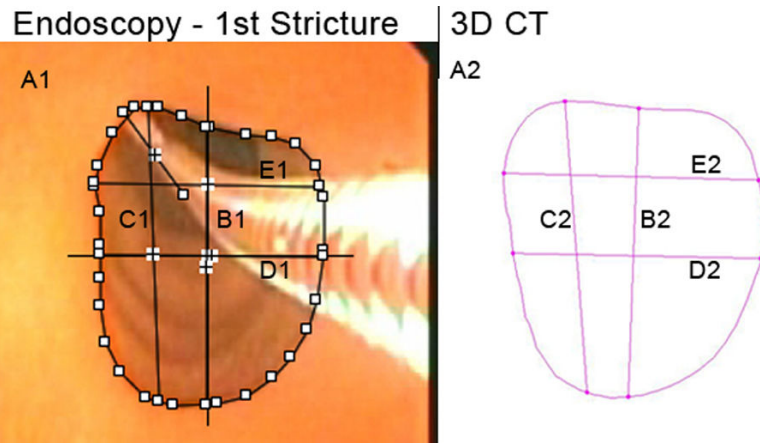 Endoscopy - 1st Stricture
3D CT
A1
A2
E1
E2
C1
B1
C2
B2
D1
D2